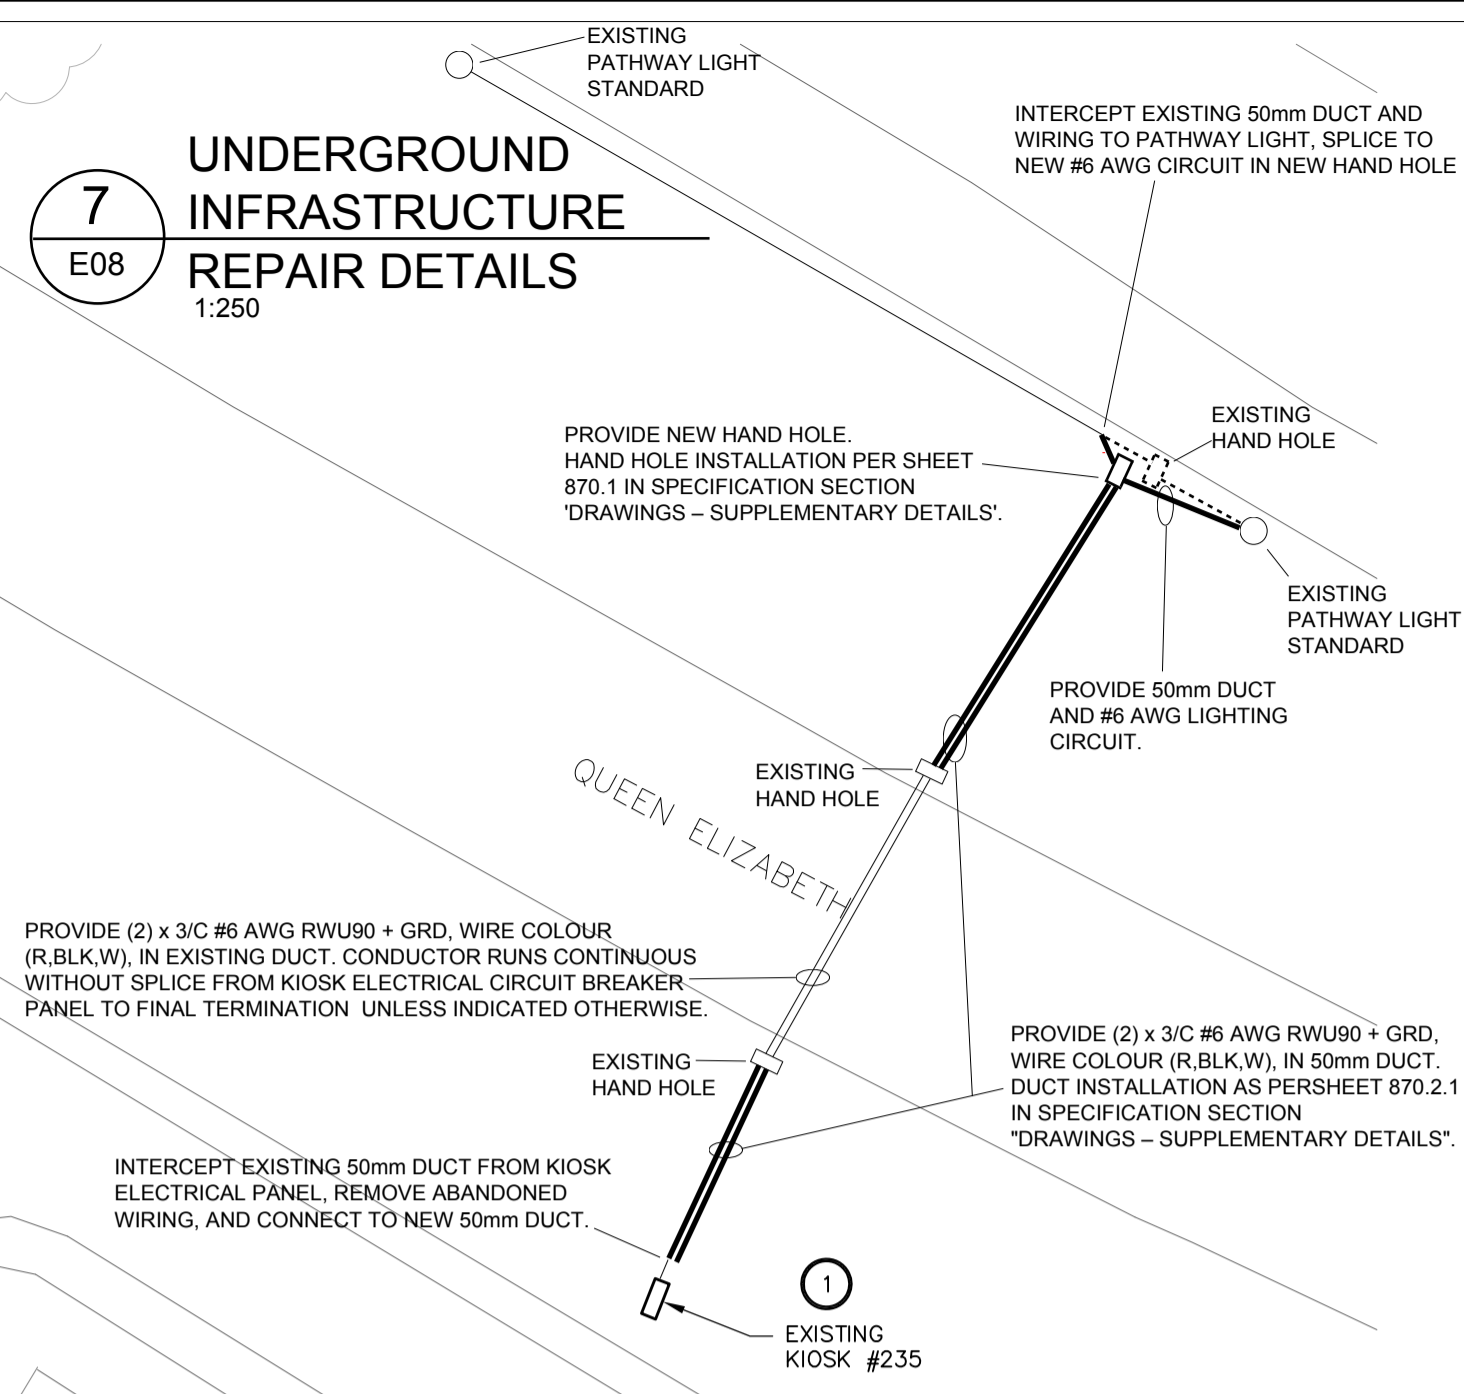 EXISTING
PATHWAY LIGHT
STANDARD
INTERCEPT EXISTING 50mm DUCT AND
WIRING TO PATHWAY LIGHT, SPLICE TO
NEW #6 AWG CIRCUIT IN NEW HAND HOLE
7
E08
UNDERGROUND
INFRASTRUCTURE
REPAIR DETAILS
1:250
EXISTING
HAND HOLE
PROVIDE NEW HAND HOLE.
HAND HOLE INSTALLATION PER SHEET
870.1 IN SPECIFICATION SECTION
'DRAWINGS – SUPPLEMENTARY DETAILS'.
EXISTING
PATHWAY LIGHT
STANDARD
PROVIDE 50mm DUCT
AND #6 AWG LIGHTING
CIRCUIT.
EXISTING
HAND HOLE
QUEEN ELIZABETH
PROVIDE (2) x 3/C #6 AWG RWU90 + GRD, WIRE COLOUR
(R,BLK,W), IN EXISTING DUCT. CONDUCTOR RUNS CONTINUOUS
WITHOUT SPLICE FROM KIOSK ELECTRICAL CIRCUIT BREAKER
PANEL TO FINAL TERMINATION UNLESS INDICATED OTHERWISE.
EXISTING
HAND HOLE
PROVIDE (2) x 3/C #6 AWG RWU90 + GRD,
WIRE COLOUR (R,BLK,W), IN 50mm DUCT.
DUCT INSTALLATION AS PERSHEET 870.2.1
IN SPECIFICATION SECTION
"DRAWINGS – SUPPLEMENTARY DETAILS".
INTERCEPT EXISTING 50mm DUCT FROM KIOSK
ELECTRICAL PANEL, REMOVE ABANDONED
WIRING, AND CONNECT TO NEW 50mm DUCT.
1
EXISTING
KIOSK #235